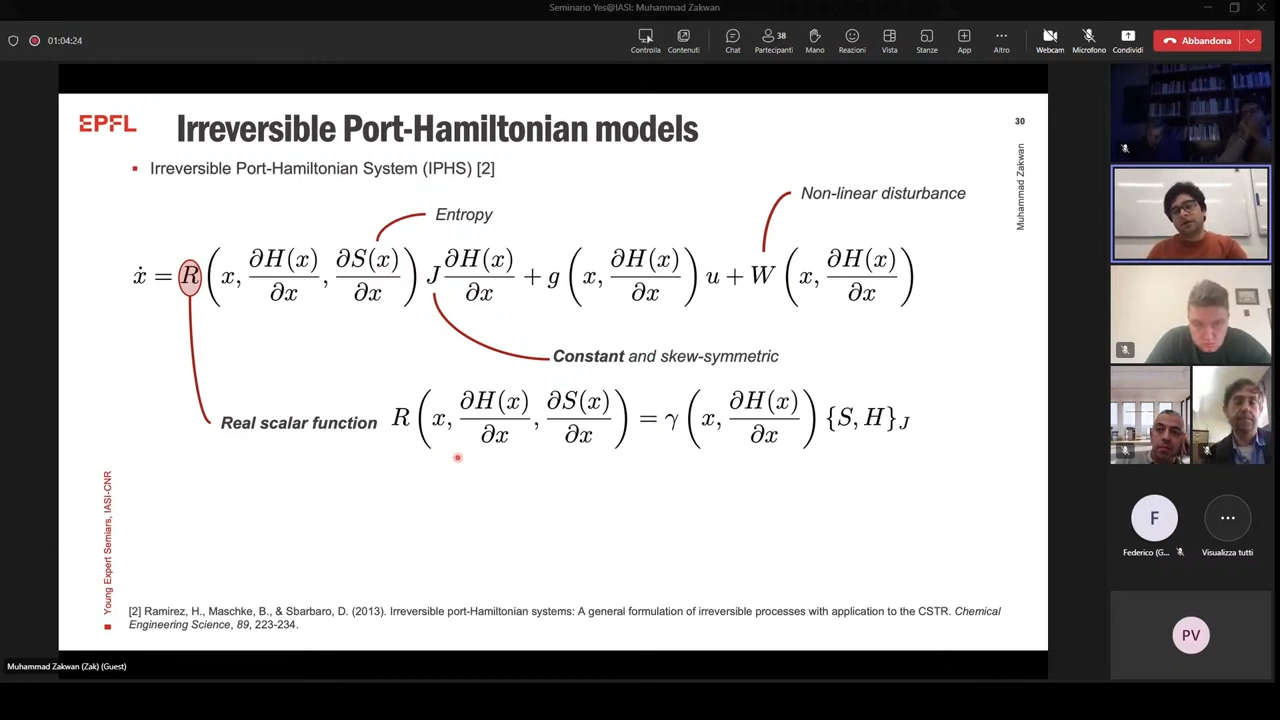 Seminario Yes@IASI: Muhammad Zakwan
01:04:24
Controlla
Contenuti
Chat
38
Partecipanti
Mano
Reazioni
Vista
Stanze
App
Altro
Webcam
Microfono
Condividi
Abbandona
EPFL
Irreversible Port-Hamiltonian models
30
Muhammad Zakwan
Irreversible Port-Hamiltonian System (IPHS) [2]
Non-linear disturbance
Entropy
ẋ = R(x, ∂H(x)/∂x, ∂S(x)/∂x) J ∂H(x)/∂x + g(x, ∂H(x)/∂x) u + W(x, ∂H(x)/∂x)
Constant and skew-symmetric
Real scalar function R(x, ∂H(x)/∂x, ∂S(x)/∂x) = γ(x, ∂H(x)/∂x) {S, H}_J
Young Expert Semiars, IASI-CNR
[2] Ramirez, H., Maschke, B., & Sbarbaro, D. (2013). Irreversible port-Hamiltonian systems: A general formulation of irreversible processes with application to the CSTR. Chemical
Engineering Science, 89, 223-234.
F
Federico (G...
Visualizza tutti
PV
Muhammad Zakwan (Zak) (Guest)